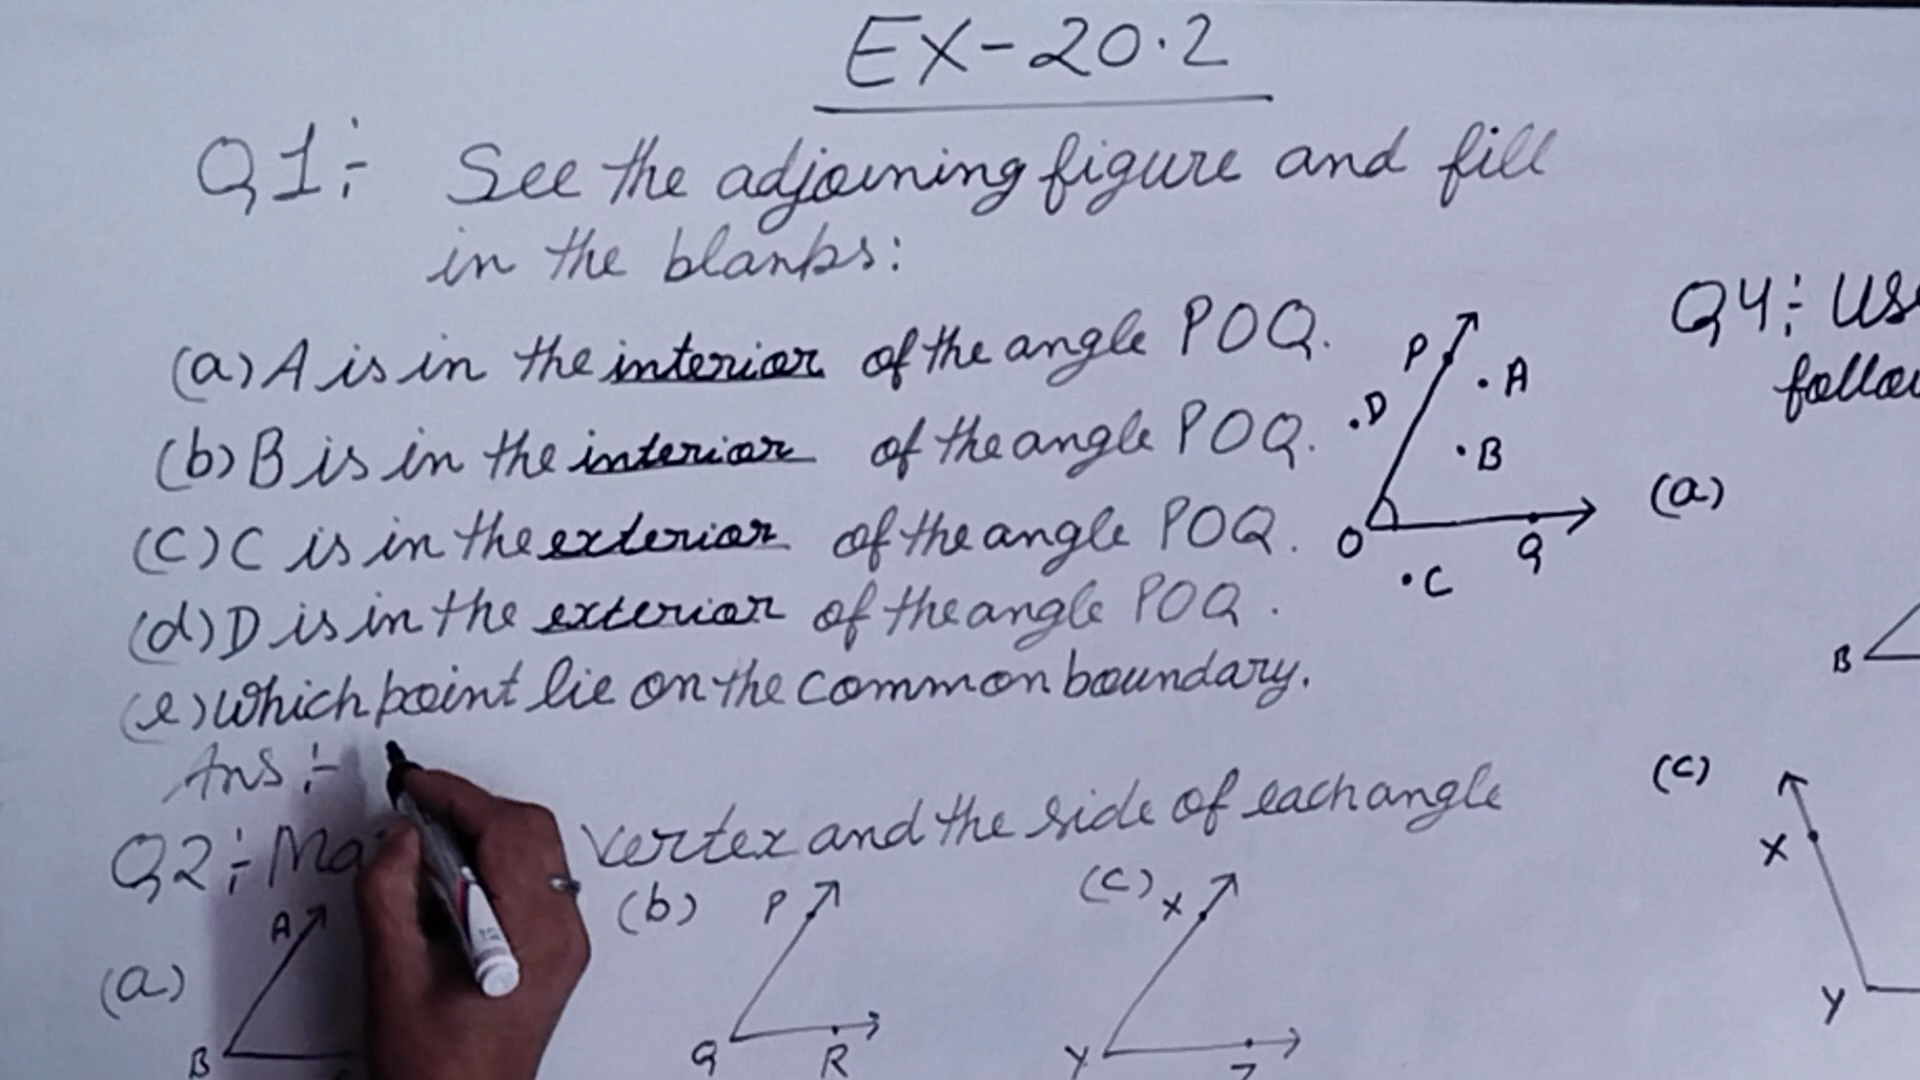 EX-20.2
Q1:- See the adjoining figure and fill
in the blanks:
(a) A is in the interior of the angle POQ.
(b) B is in the interior of the angle POQ.
(c) C is in the exterior of the angle POQ.
(d) D is in the exterior of the angle POQ.
(e) Which point lie on the common boundary.
Ans:-
P
A
D
B
O
Q
C
Q2:- vertex and the side of each angle
(a)
A
B
(b)
P
Q
R
(c)
X
Y
Z
Q4:-
(a)
B
(c)
X
Y